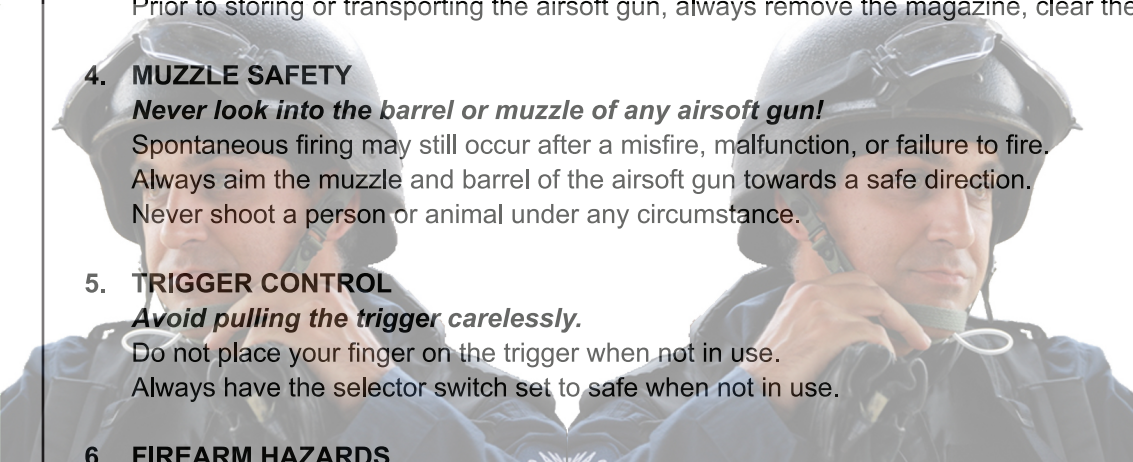 Prior to storing or transporting the airsoft gun, always remove the magazine, clear the
4. MUZZLE SAFETY
Never look into the barrel or muzzle of any airsoft gun!
Spontaneous firing may still occur after a misfire, malfunction, or failure to fire.
Always aim the muzzle and barrel of the airsoft gun towards a safe direction.
Never shoot a person or animal under any circumstance.
5. TRIGGER CONTROL
Avoid pulling the trigger carelessly.
Do not place your finger on the trigger when not in use.
Always have the selector switch set to safe when not in use.
6 FIREARM HAZARDS